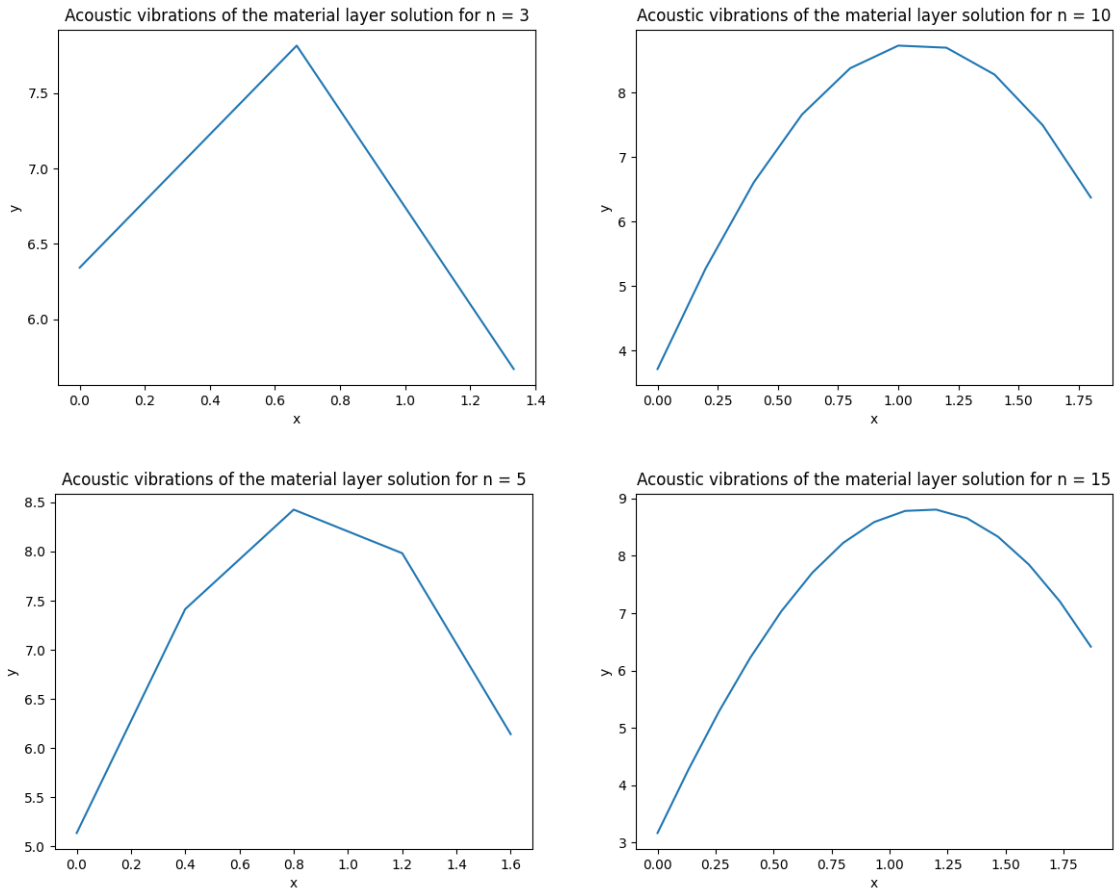 Acoustic vibrations of the material layer solution for n = 3
7.5
7.0
6.5
6.0
y
0.0 0.2 0.4 0.6 0.8 1.0 1.2 1.4
x
Acoustic vibrations of the material layer solution for n = 10
8
7
6
5
4
y
0.00 0.25 0.50 0.75 1.00 1.25 1.50 1.75
x
Acoustic vibrations of the material layer solution for n = 5
8.5
8.0
7.5
7.0
6.5
6.0
5.5
5.0
y
0.0 0.2 0.4 0.6 0.8 1.0 1.2 1.4 1.6
x
Acoustic vibrations of the material layer solution for n = 15
9
8
7
6
5
4
3
y
0.00 0.25 0.50 0.75 1.00 1.25 1.50 1.75
x